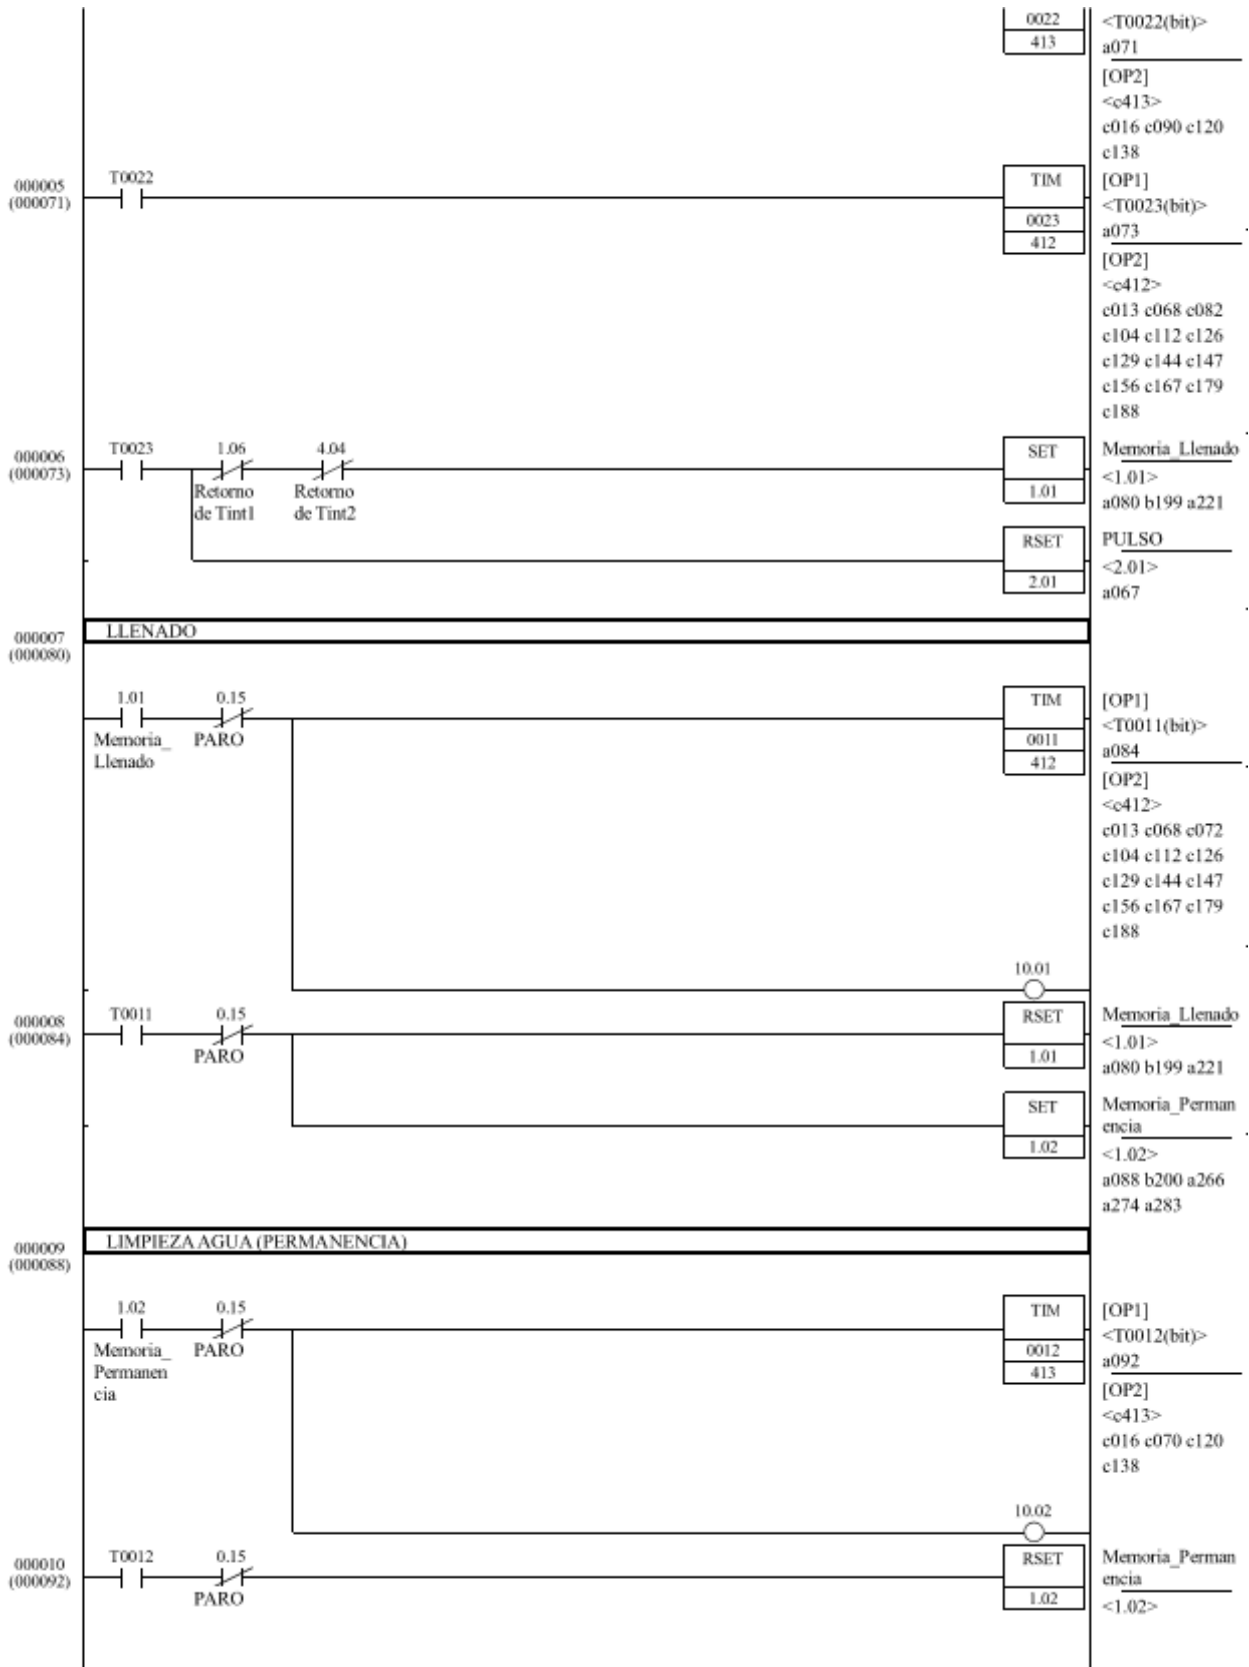 0022
413
<T0022(bit)>
a071
[OP2]
<c413>
c016 c090 c120
c138
000005
(000071)
T0022
TIM
0023
412
[OP1]
<T0023(bit)>
a073
[OP2]
<c412>
c013 c068 c082
c104 c112 c126
c129 c144 c147
c156 c167 c179
c188
000006
(000073)
T0023
1.06
Retorno
de Tint1
4.04
Retorno
de Tint2
SET
1.01
Memoria_Llenado
<1.01>
a080 b199 a221
RSET
2.01
PULSO
<2.01>
a067
000007
(000080)
LLENADO
1.01
Memoria_
Llenado
0.15
PARO
TIM
0011
412
[OP1]
<T0011(bit)>
a084
[OP2]
<c412>
c013 c068 c072
c104 c112 c126
c129 c144 c147
c156 c167 c179
c188
10.01
000008
(000084)
T0011
0.15
PARO
RSET
1.01
Memoria_Llenado
<1.01>
a080 b199 a221
SET
1.02
Memoria_Perman
encia
<1.02>
a088 b200 a266
a274 a283
000009
(000088)
LIMPIEZA AGUA (PERMANENCIA)
1.02
Memoria_
Permanen
cia
0.15
PARO
TIM
0012
413
[OP1]
<T0012(bit)>
a092
[OP2]
<c413>
c016 c070 c120
c138
10.02
000010
(000092)
T0012
0.15
PARO
RSET
1.02
Memoria_Perman
encia
<1.02>